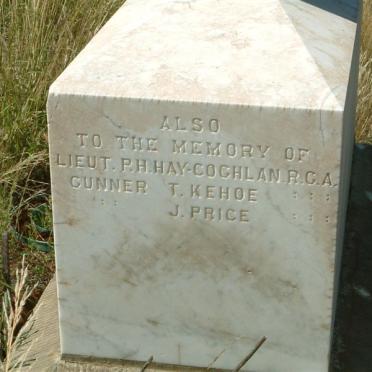 ALSO
TO THE MEMORY OF
LIEUT. P.H. HAY-COGHLAN. R.G.A.
GUNNER T. KEHOE : : :
: : J. PRICE : : :